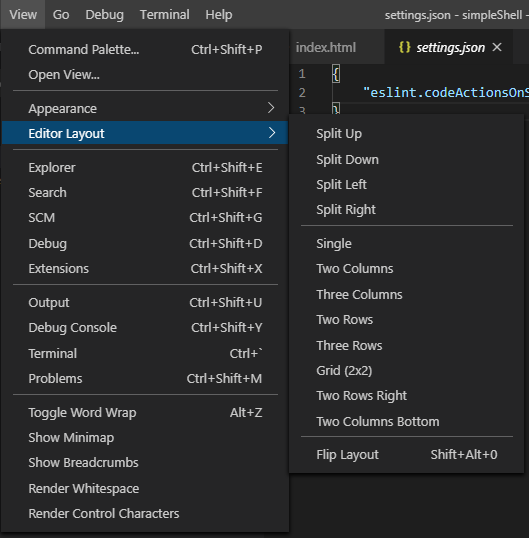 View Go Debug Terminal settings.json - simpleShell
Command Palette... Ctrl+Shift+P
Open View...
Appearance
Editor Layout
Explorer Ctrl+Shift+E
Search Ctrl+Shift+F
SCM Ctrl+Shift+G
Debug Ctrl+Shift+D
Extensions Ctrl+Shift+X
Output Ctrl+Shift+U
Debug Console Ctrl+Shift+Y
Terminal Ctrl+`
Problems Ctrl+Shift+M
Toggle Word Wrap Alt+Z
Show Minimap
Show Breadcrumbs
Render Whitespace
Render Control Characters
index.html {} settings.json ×
1 {
2 "eslint.codeActionsOnS
3 }
Split Up
Split Down
Split Left
Split Right
Single
Two Columns
Three Columns
Two Rows
Three Rows
Grid (2x2)
Two Rows Right
Two Columns Bottom
Flip Layout Shift+Alt+0